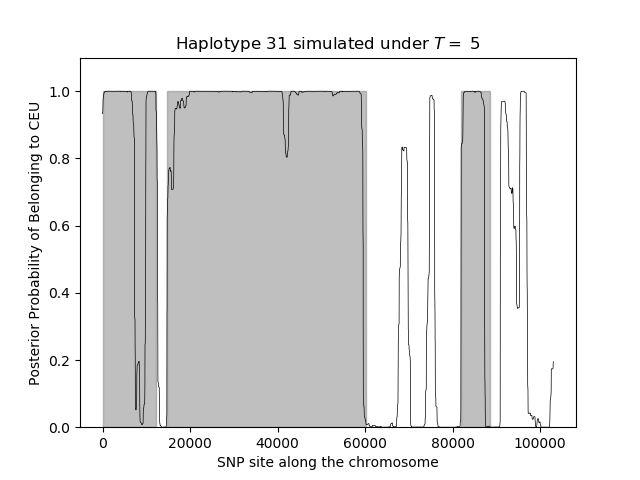 Haplotype 31 simulated under T = 5
Posterior Probability of Belonging to CEU
1.0
0.8
0.6
0.4
0.2
0.0
0 20000 40000 60000 80000 100000
SNP site along the chromosome